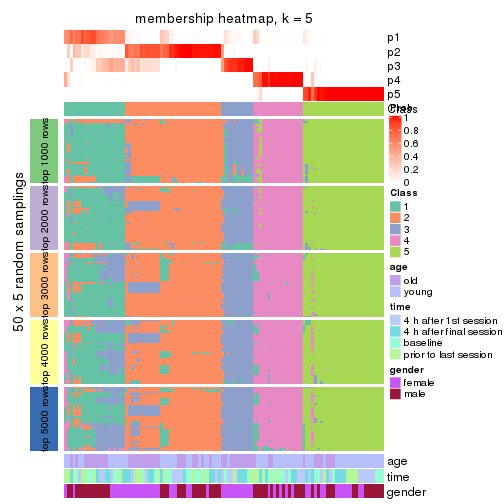 membership heatmap, k = 5
p1
p2
p3
p4
p5
Class
Prob
1
0.8
0.6
0.4
0.2
0
Class
1
2
3
4
5
age
old
young
time
4 h after 1st session
4 h after final session
baseline
prior to last session
gender
female
male
50 x 5 random samplings
top 1000 rows
top 2000 rows
top 3000 rows
top 4000 rows
top 5000 rows
age
time
gender